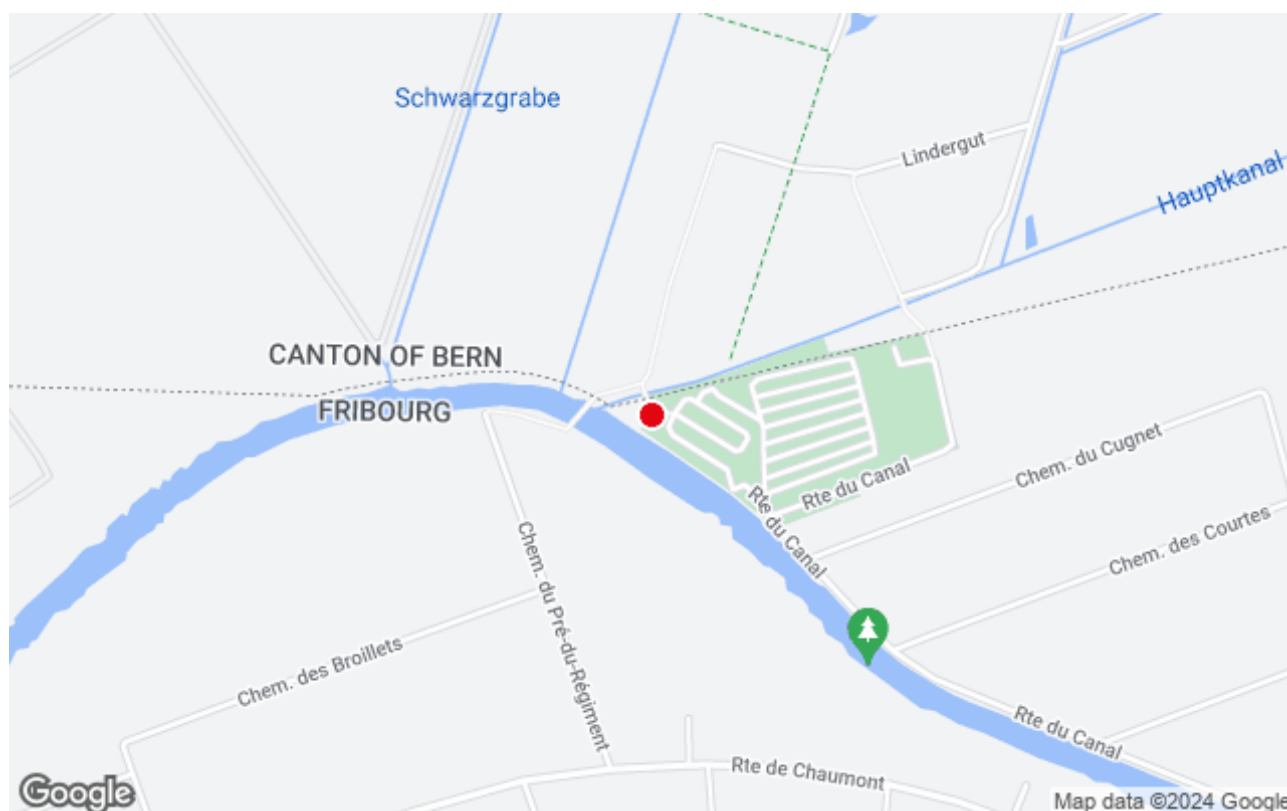 Schwarzgrabe
Lindergut
Hauptkanal
CANTON OF BERN
FRIBOURG
Chem. du Cugnet
Rte du Canal
Rte du Canal
Chem. des Courtes
Chem. du Pré-du-Régiment
Chem. des Broillets
Rte du Canal
Rte de Chaumont
Google
Map data ©2024 Google